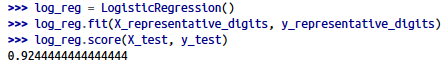 >>> log_reg = LogisticRegression()
>>> log_reg.fit(X_representative_digits, y_representative_digits)
>>> log_reg.score(X_test, y_test)
0.9244444444444444